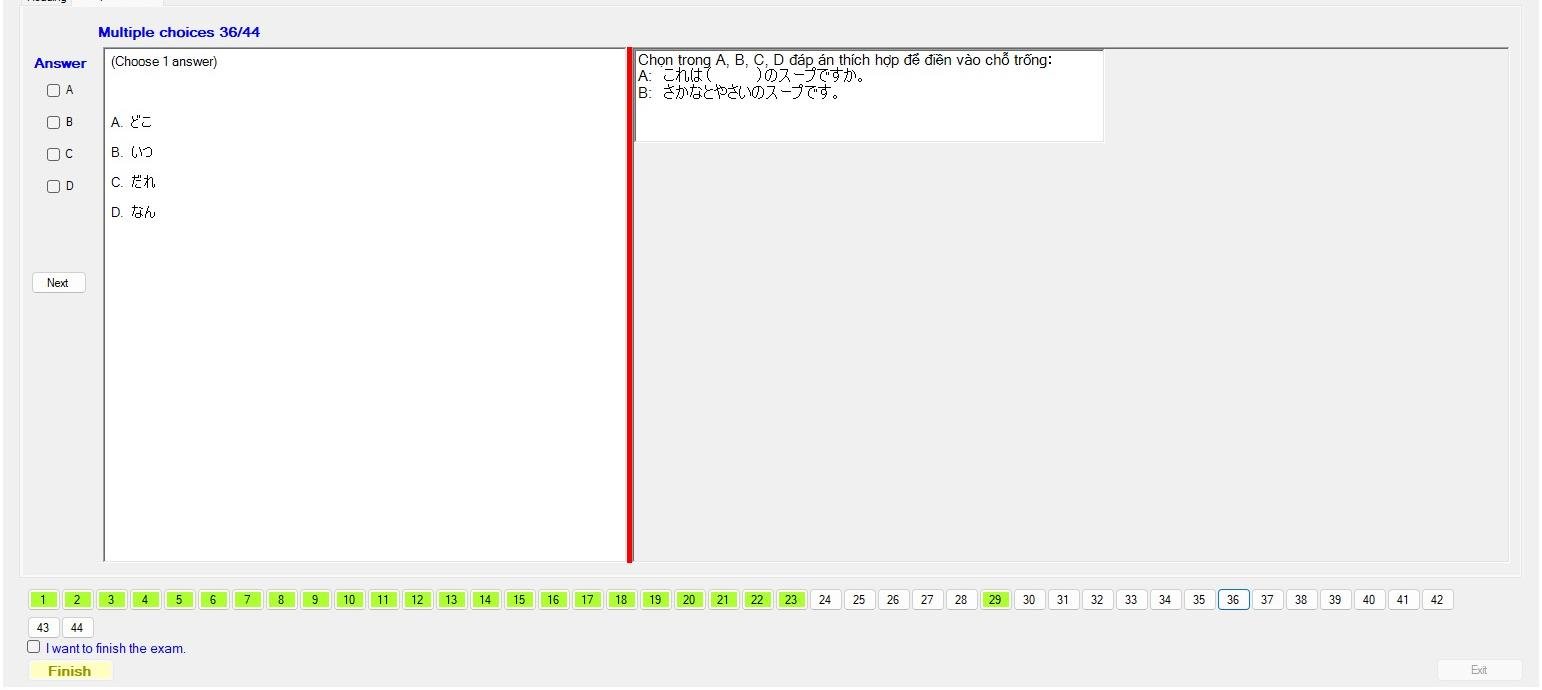 Multiple choices 36/44
Answer
(Choose 1 answer)
A
B
C
D
A. どこ
B. いつ
C. だれ
D. なん
Next
Chọn trong A, B, C, D đáp án thích hợp để điền vào chỗ trống:
A: これは( )のスープですか。
B: さかなとやさいのスープです。
1 2 3 4 5 6 7 8 9 10 11 12 13 14 15 16 17 18 19 20 21 22 23 24 25 26 27 28 29 30 31 32 33 34 35 36 37 38 39 40 41 42
43 44
I want to finish the exam.
Finish
Exit